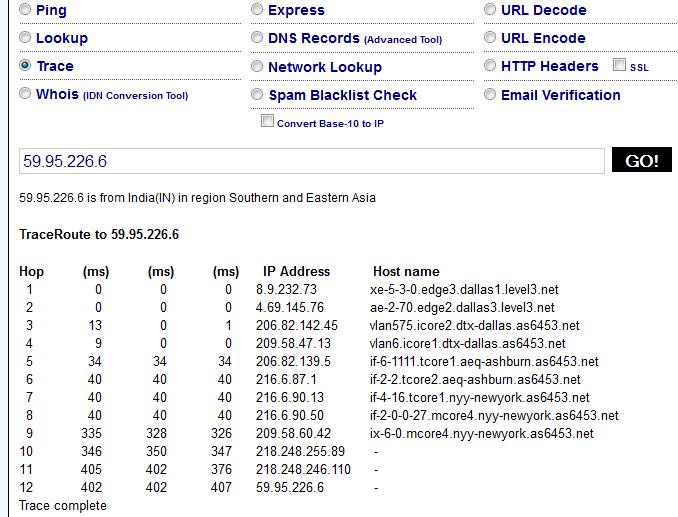 Ping Express URL Decode
Lookup DNS Records (Advanced Tool) URL Encode
Trace Network Lookup HTTP Headers SSL
Whois (IDN Conversion Tool) Spam Blacklist Check Email Verification
Convert Base-10 to IP
59.95.226.6 GO!
59.95.226.6 is from India(IN) in region Southern and Eastern Asia
TraceRoute to 59.95.226.6
Hop (ms) (ms) (ms) IP Address Host name
1 0 0 0 8.9.232.73 xe-5-3-0.edge3.dallas1.level3.net
2 0 0 0 4.69.145.76 ae-2-70.edge2.dallas3.level3.net
3 13 0 1 206.82.142.45 vlan575.icore2.dtx-dallas.as6453.net
4 9 0 0 209.58.47.13 vlan6.icore1.dtx-dallas.as6453.net
5 34 34 34 206.82.139.5 if-6-1111.tcore1.aeq-ashburn.as6453.net
6 40 40 40 216.6.87.1 if-2-2.tcore2.aeq-ashburn.as6453.net
7 40 40 40 216.6.90.13 if-4-16.tcore1.nyy-newyork.as6453.net
8 40 40 40 216.6.90.50 if-2-0-0-27.mcore4.nyy-newyork.as6453.net
9 335 328 326 209.58.60.42 ix-6-0.mcore4.nyy-newyork.as6453.net
10 346 350 347 218.248.255.89 -
11 405 402 376 218.248.246.110 -
12 402 402 407 59.95.226.6 -
Trace complete